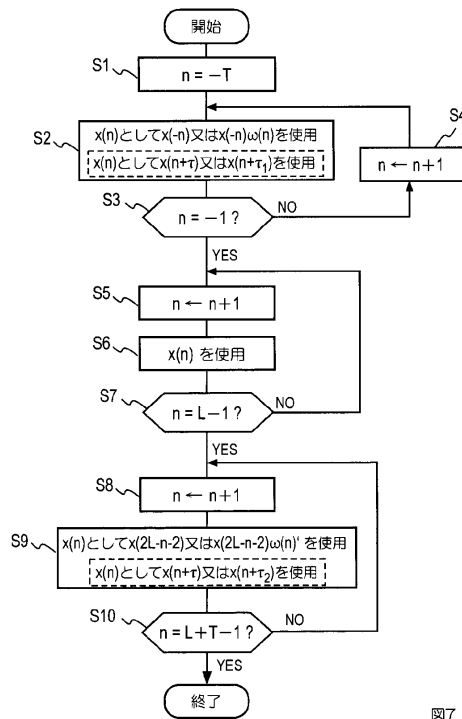 開始
S1
n = −T
S2
x(n)としてx(-n)又はx(-n)ω(n)を使用
x(n)としてx(n+τ)又はx(n+τ₁)を使用
S4
n ← n+1
S3
n = −1 ?
NO
YES
S5
n ← n+1
S6
x(n) を使用
S7
n = L−1 ?
NO
YES
S8
n ← n+1
S9
x(n)としてx(2L-n-2)又はx(2L-n-2)ω(n)' を使用
x(n)としてx(n+τ)又はx(n+τ₂)を使用
S10
n = L+T−1 ?
NO
YES
終了
図7